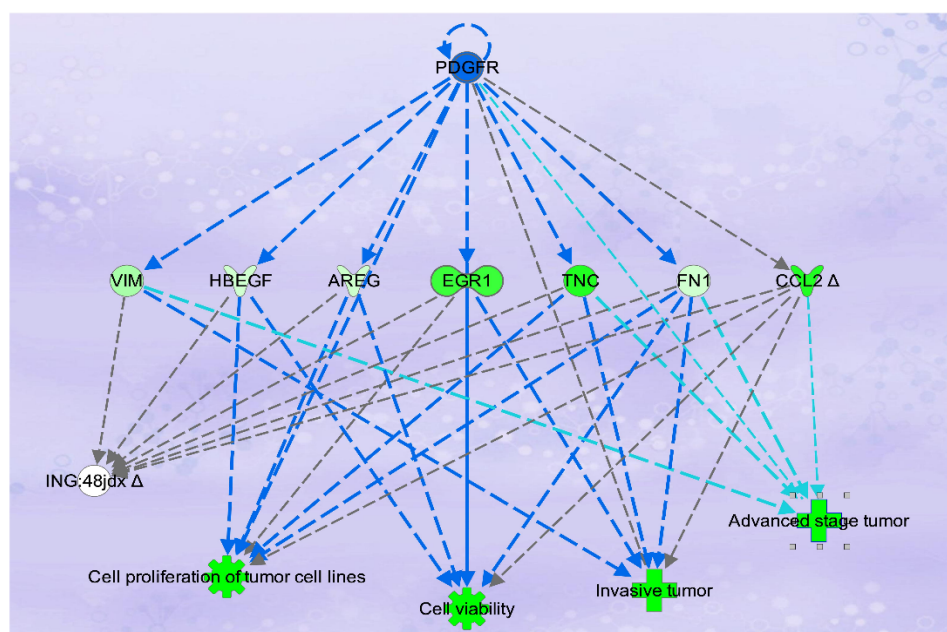 PDGFR
VIM
HBEGF
AREG
EGR1
TNC
FN1
CCL2 Δ
ING:48jdx Δ
Advanced stage tumor
Cell proliferation of tumor cell lines
Invasive tumor
Cell viability